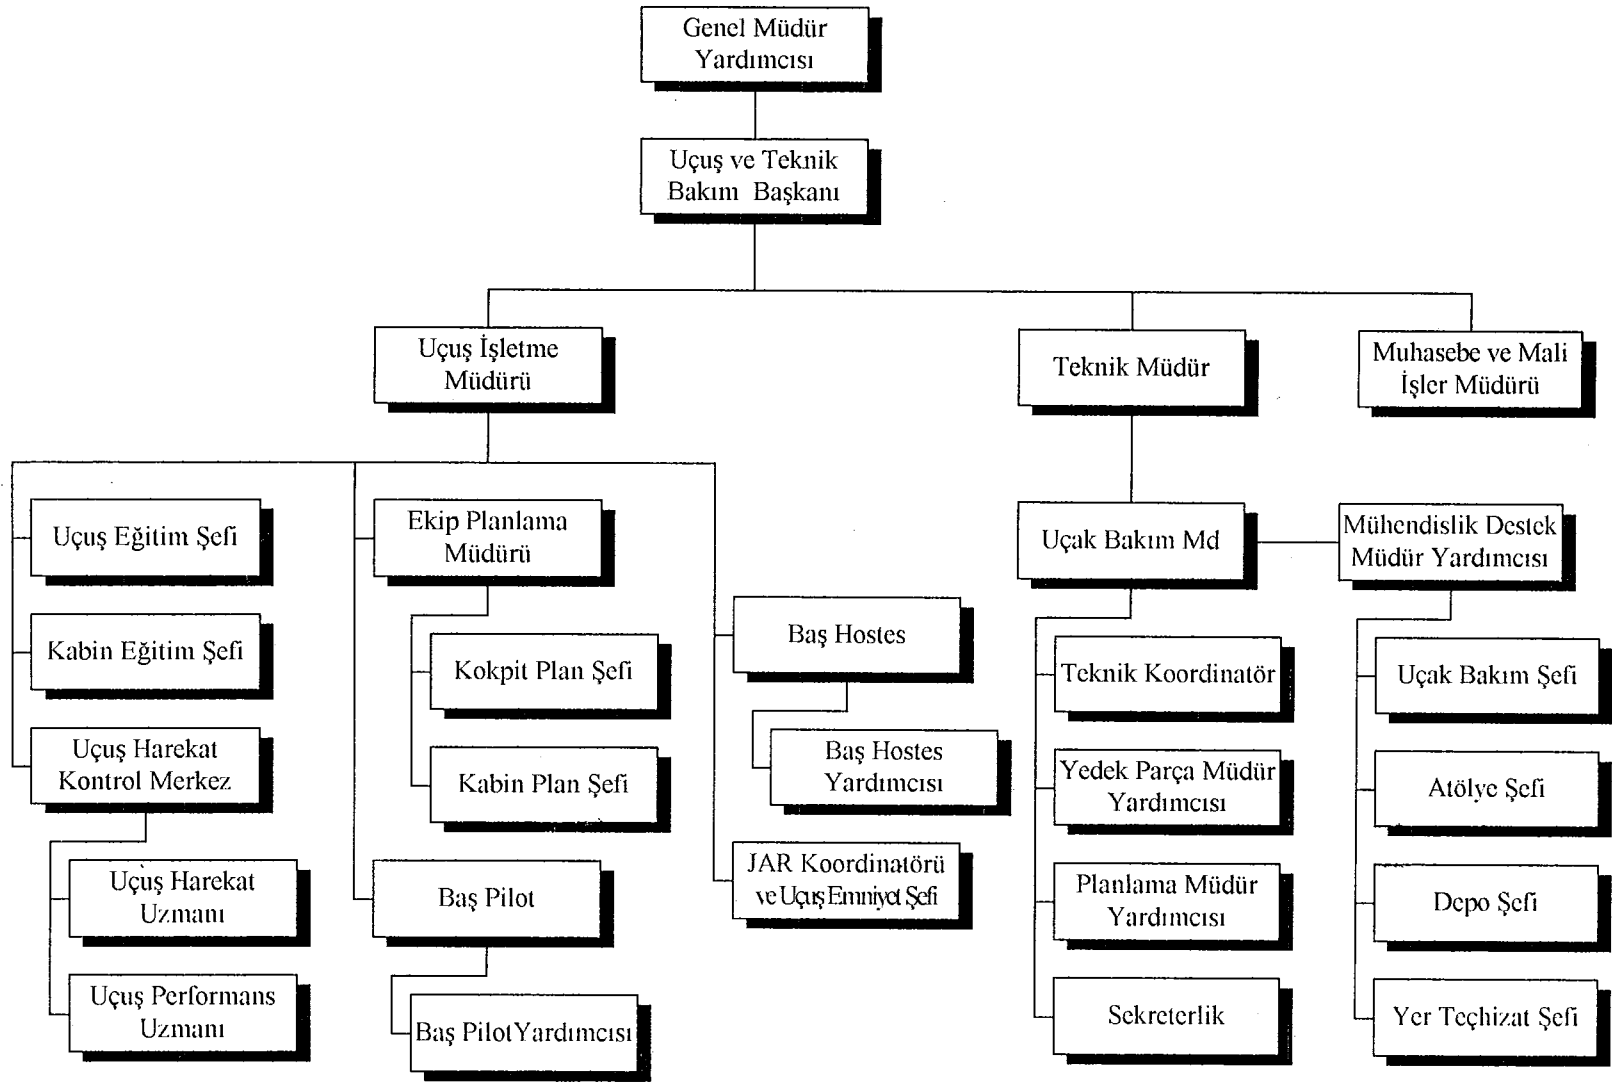 Genel Müdür
Yardımcısı
Uçuş ve Teknik
Bakım Başkanı
Uçuş İşletme
Müdürü
Teknik Müdür
Muhasebe ve Mali
İşler Müdürü
Uçuş Eğitim Şefi
Kabin Eğitim Şefi
Uçuş Harekat
Kontrol Merkez
Uçuş Harekat
Uzmanı
Uçuş Performans
Uzmanı
Ekip Planlama
Müdürü
Kokpit Plan Şefi
Kabin Plan Şefi
Baş Pilot
Baş Pilot Yardımcısı
Baş Hostes
Baş Hostes
Yardımcısı
JAR Koordinatörü
ve Uçuş Emniyet Şefi
Uçak Bakım Md
Teknik Koordinatör
Yedek Parça Müdür
Yardımcısı
Planlama Müdür
Yardımcısı
Sekreterlik
Mühendislik Destek
Müdür Yardımcısı
Uçak Bakım Şefi
Atölye Şefi
Depo Şefi
Yer Teçhizat Şefi